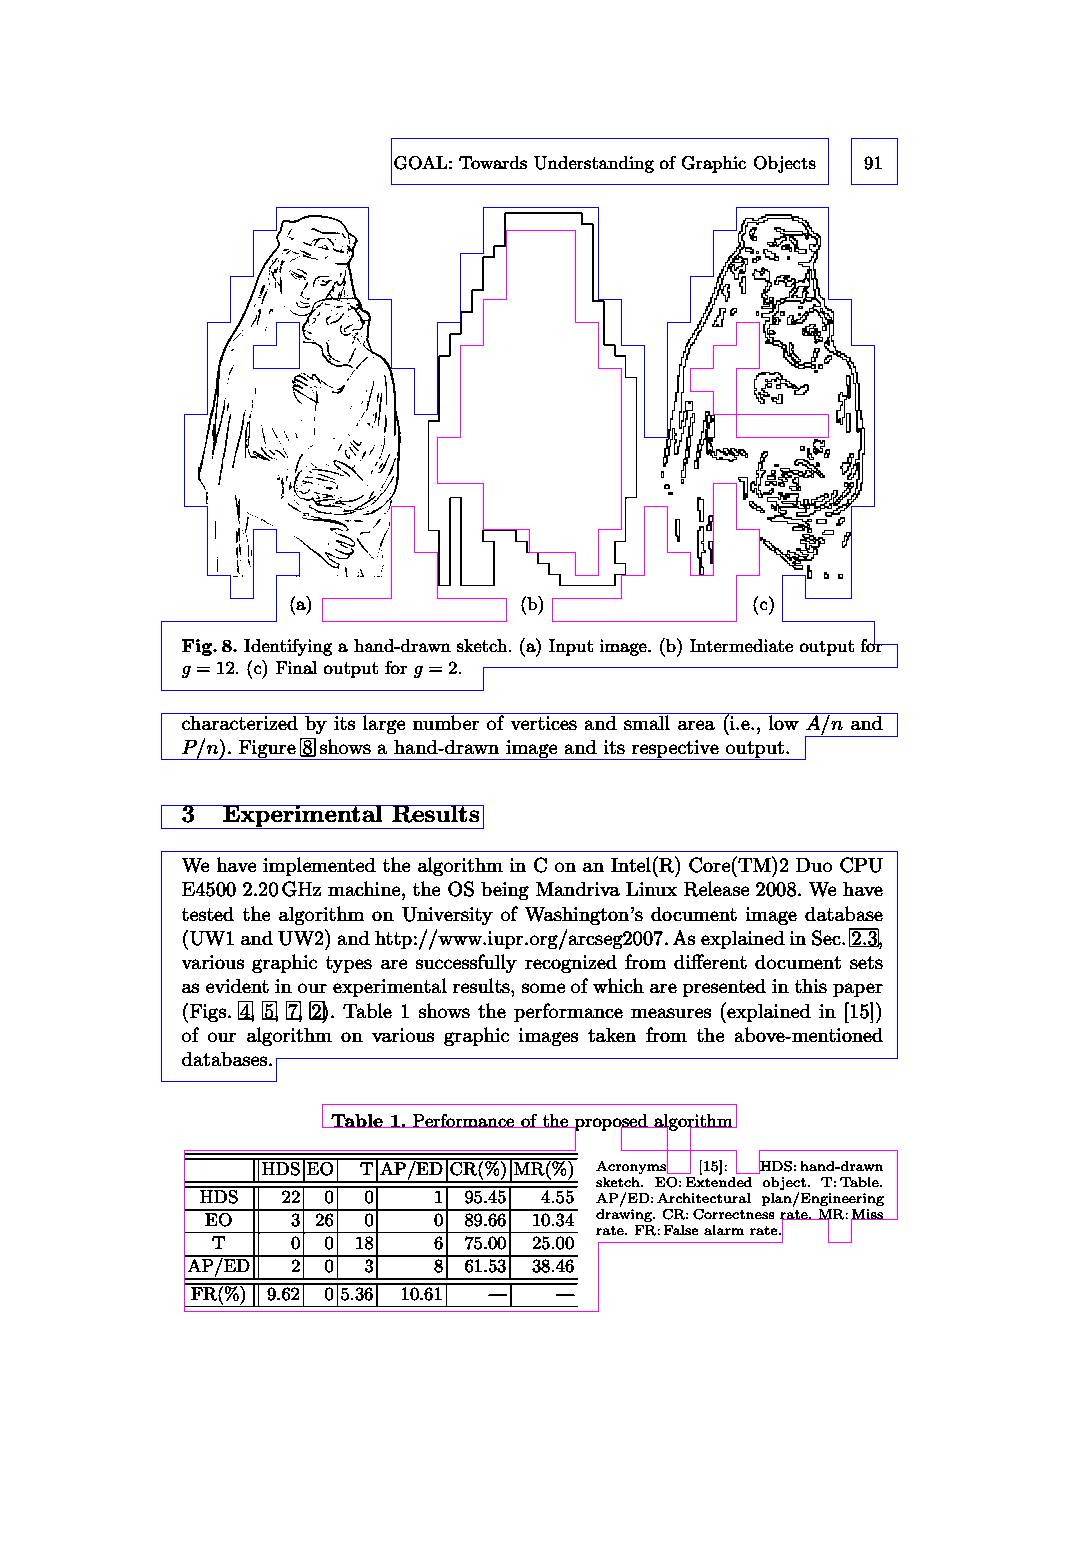 GOAL: Towards Understanding of Graphic Objects 91
(a) (b) (c)
Fig. 8. Identifying a hand-drawn sketch. (a) Input image. (b) Intermediate output for
g = 12. (c) Final output for g = 2.
characterized by its large number of vertices and small area (i.e., low A/n and
P/n). Figure 8 shows a hand-drawn image and its respective output.
3 Experimental Results
We have implemented the algorithm in C on an Intel(R) Core(TM)2 Duo CPU
E4500 2.20 GHz machine, the OS being Mandriva Linux Release 2008. We have
tested the algorithm on University of Washington's document image database
(UW1 and UW2) and http://www.iupr.org/arcseg2007. As explained in Sec. 2.3,
various graphic types are successfully recognized from different document sets
as evident in our experimental results, some of which are presented in this paper
(Figs. 4, 5, 7, 2). Table 1 shows the performance measures (explained in [15])
of our algorithm on various graphic images taken from the above-mentioned
databases.
Table 1. Performance of the proposed algorithm
HDS EO T AP/ED CR(%) MR(%)
HDS 22 0 0 1 95.45 4.55
EO 3 26 0 0 89.66 10.34
T 0 0 18 6 75.00 25.00
AP/ED 2 0 3 8 61.53 38.46
FR(%) 9.62 0 5.36 10.61 — —
Acronyms [15]: HDS: hand-drawn
sketch. EO: Extended object. T: Table.
AP/ED: Architectural plan/Engineering
drawing. CR: Correctness rate. MR: Miss
rate. FR: False alarm rate.